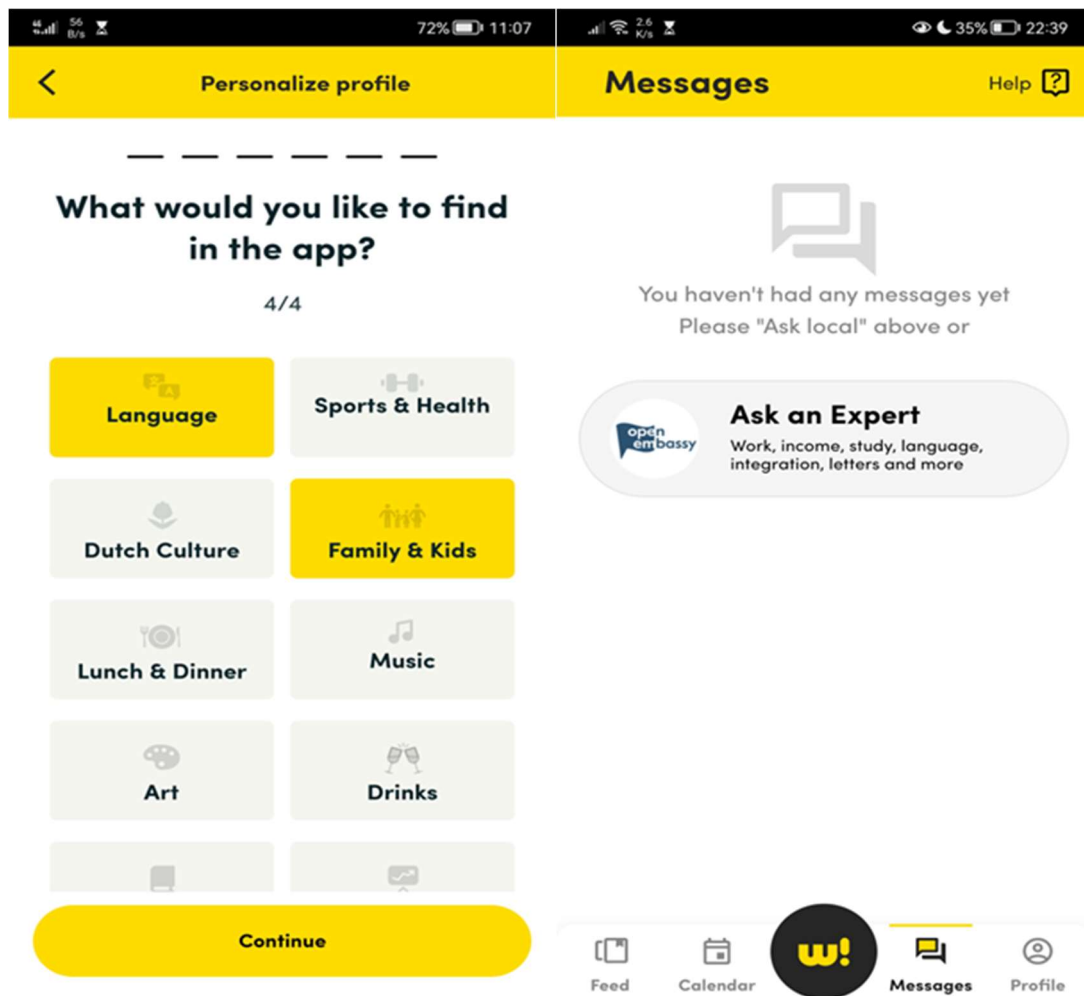 56
B/s
72% 11:07
Personalize profile
What would you like to find
in the app?
4/4
Language
Sports & Health
Dutch Culture
Family & Kids
Lunch & Dinner
Music
Art
Drinks
Continue
2.6
K/s
35% 22:39
Messages
Help
You haven't had any messages yet
Please "Ask local" above or
open
embassy
Ask an Expert
Work, income, study, language,
integration, letters and more
w!
Feed
Calendar
Messages
Profile